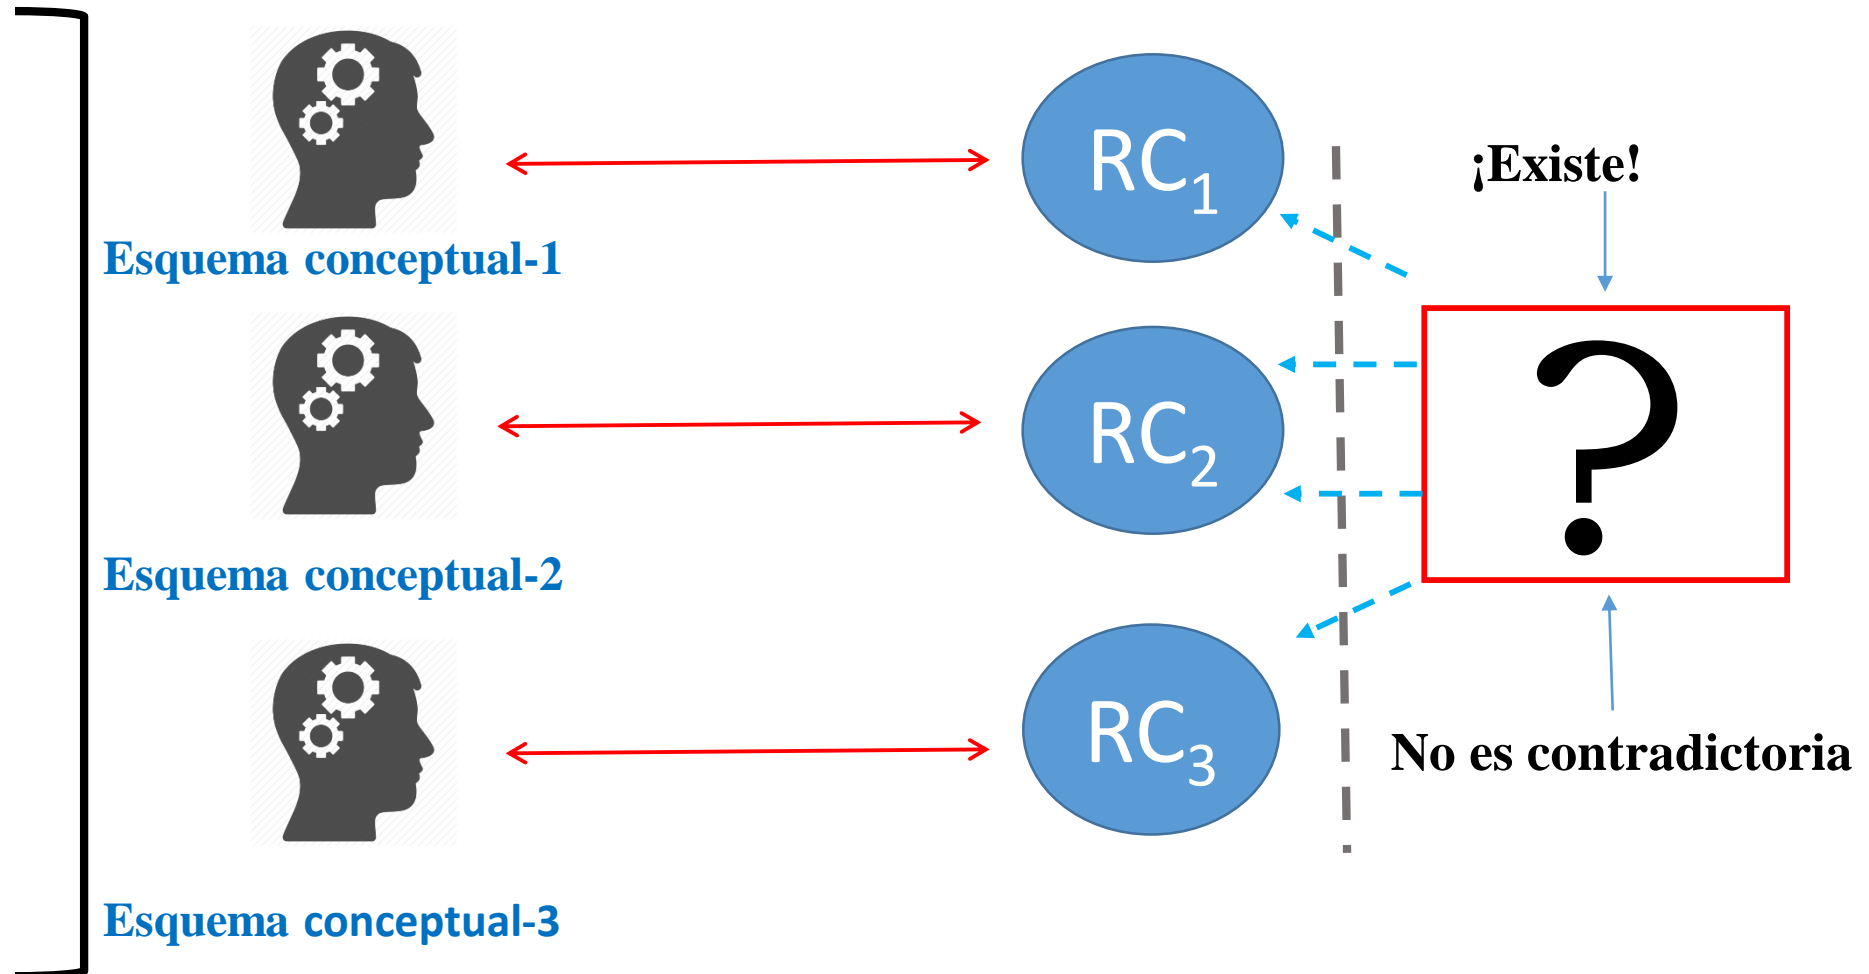 RC₁
¡Existe!
Esquema conceptual-1
RC₂
?
Esquema conceptual-2
RC₃
No es contradictoria
Esquema conceptual-3